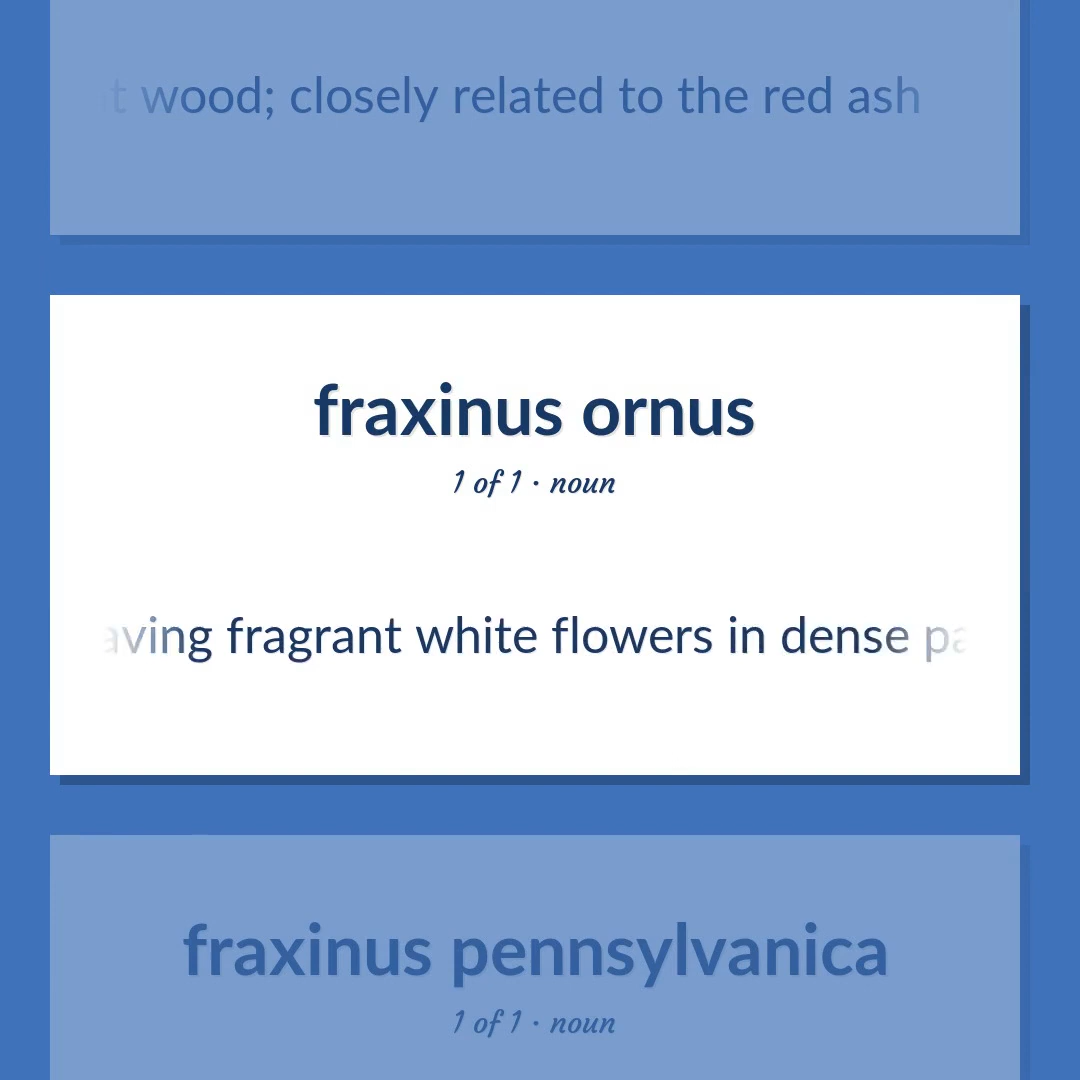 wood; closely related to the red ash
fraxinus ornus
1 of 1 · noun
fragrant white flowers in dense
fraxinus pennsylvanica
1 of 1 · noun